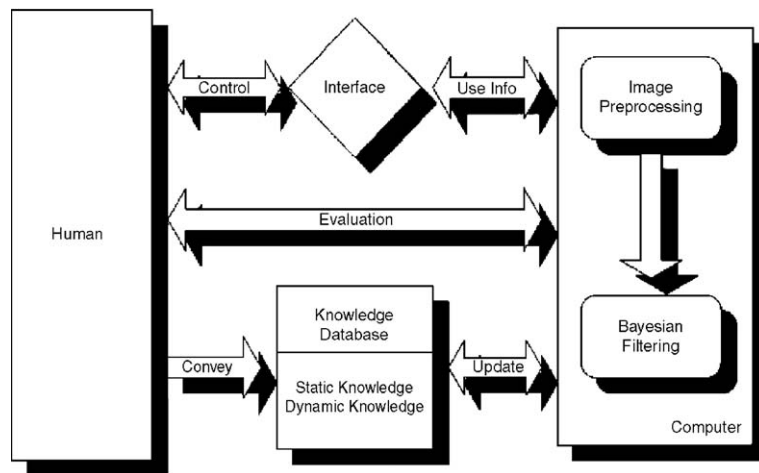 Control
Interface
Use Info
Image
Preprocessing
Evaluation
Human
Knowledge
Database
Bayesian
Filtering
Convey
Update
Static Knowledge
Dynamic Knowledge
Computer